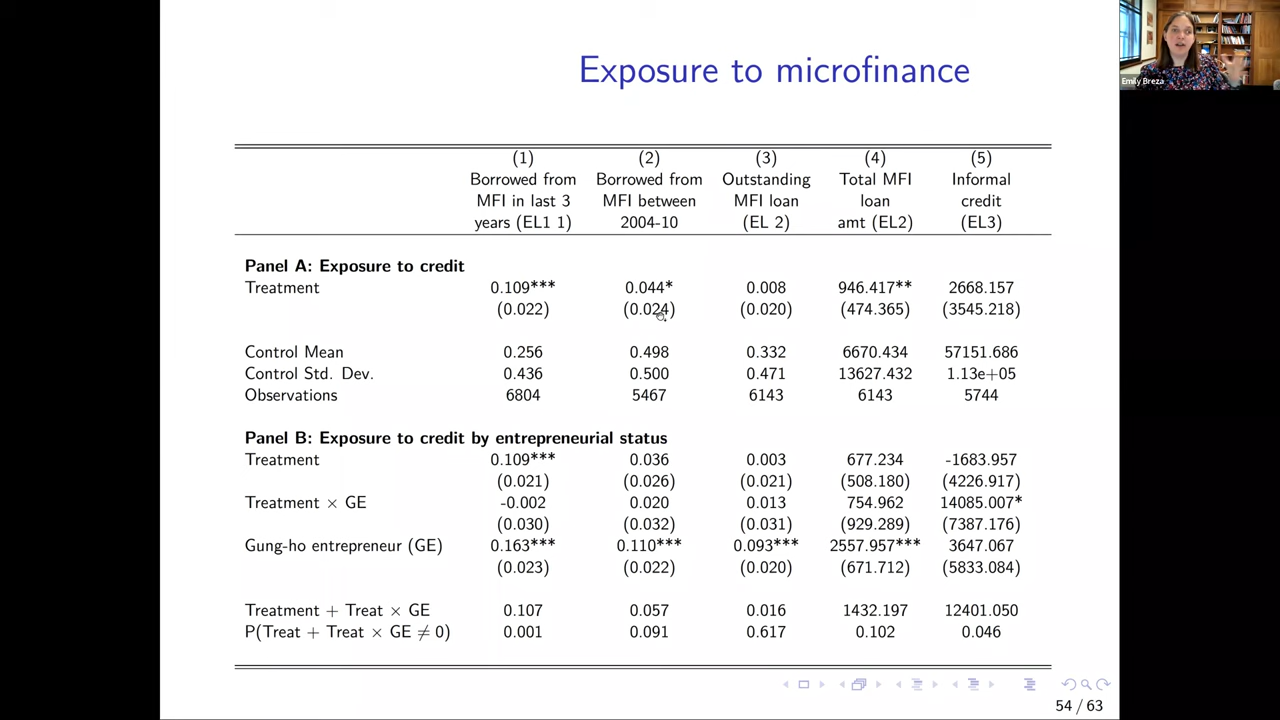 Exposure to microfinance
Emily Breza
(1) (2) (3) (4) (5)
Borrowed from Borrowed from Outstanding Total MFI Informal
MFI in last 3 MFI between MFI loan loan credit
years (EL1 1) 2004-10 (EL 2) amt (EL2) (EL3)
Panel A: Exposure to credit
Treatment 0.109*** 0.044* 0.008 946.417** 2668.157
(0.022) (0.024) (0.020) (474.365) (3545.218)
Control Mean 0.256 0.498 0.332 6670.434 57151.686
Control Std. Dev. 0.436 0.500 0.471 13627.432 1.13e+05
Observations 6804 5467 6143 6143 5744
Panel B: Exposure to credit by entrepreneurial status
Treatment 0.109*** 0.036 0.003 677.234 -1683.957
(0.021) (0.026) (0.021) (508.180) (4226.917)
Treatment × GE -0.002 0.020 0.013 754.962 14085.007*
(0.030) (0.032) (0.031) (929.289) (7387.176)
Gung-ho entrepreneur (GE) 0.163*** 0.110*** 0.093*** 2557.957*** 3647.067
(0.023) (0.022) (0.020) (671.712) (5833.084)
Treatment + Treat × GE 0.107 0.057 0.016 1432.197 12401.050
P(Treat + Treat × GE ≠ 0) 0.001 0.091 0.617 0.102 0.046
54 / 63